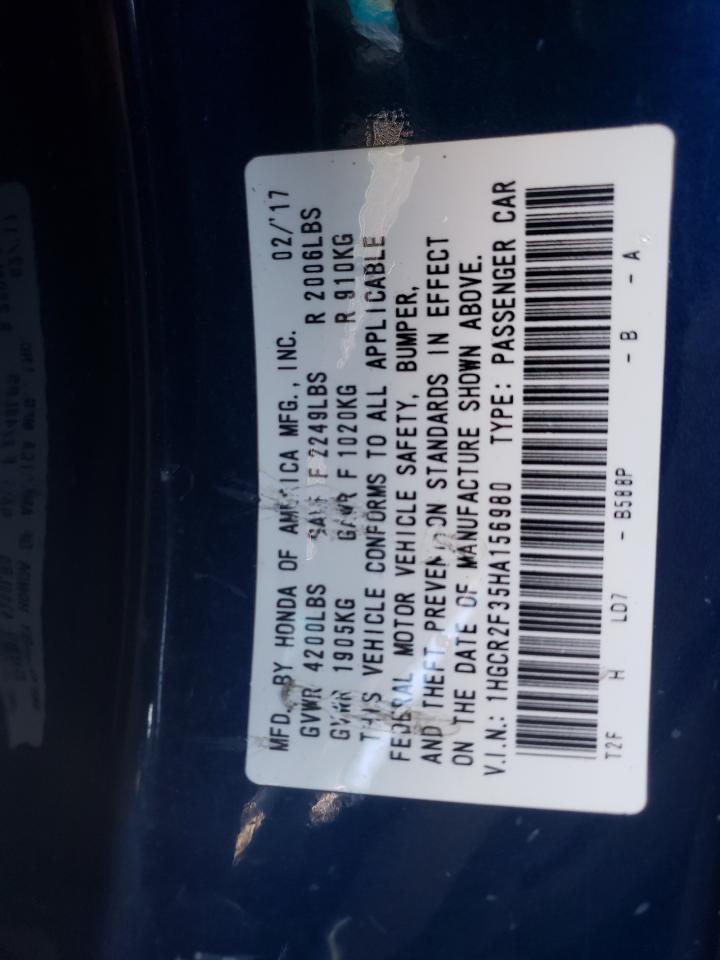 MFD. BY HONDA OF AMERICA MFG., INC. 02/'17
GVWR 4200LBS GAWR F 2249LBS R 2006LBS
GVWR 1905KG GAWR F 1020KG R 910KG
THIS VEHICLE CONFORMS TO ALL APPLICABLE
FEDERAL MOTOR VEHICLE SAFETY, BUMPER,
AND THEFT PREVENTION STANDARDS IN EFFECT
ON THE DATE OF MANUFACTURE SHOWN ABOVE.
V.I.N.: 1HGCR2F35HA156980 TYPE: PASSENGER CAR
T2F H LD7 - B588P - B - A